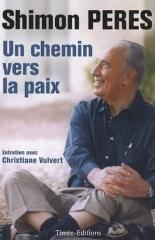 Shimon PERES
Un chemin
vers
la paix
Entretien avec
Christiane Vulvert
Timée-Editions